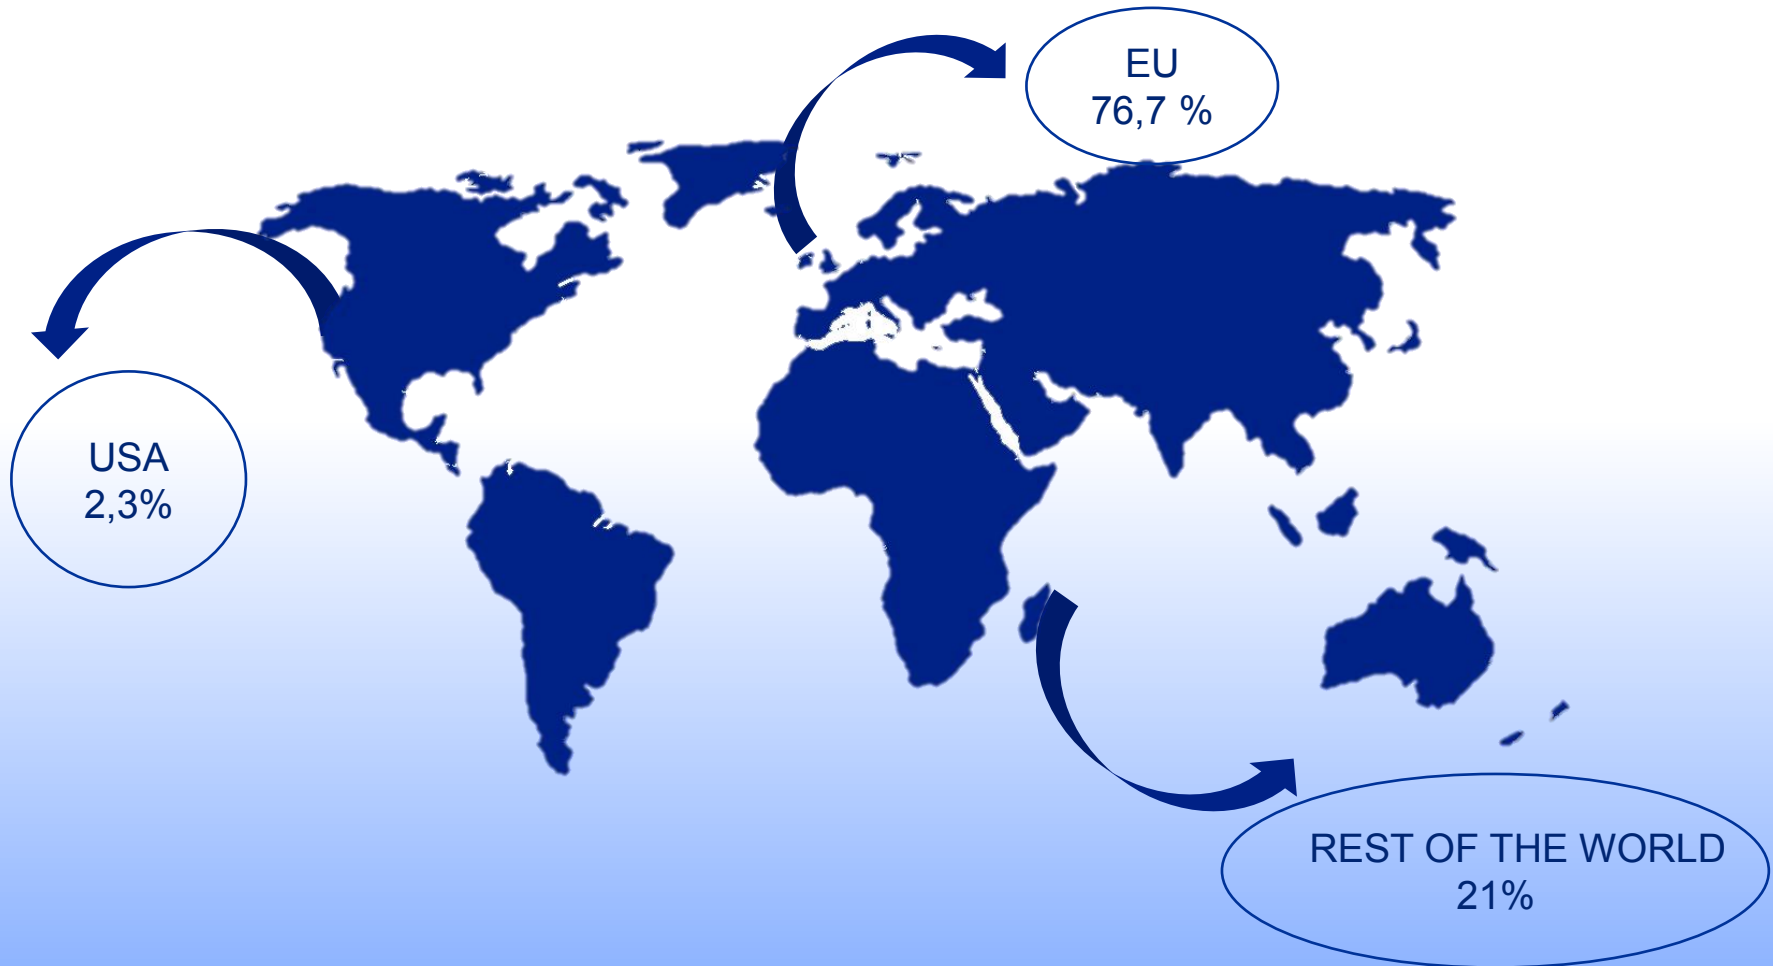 EU
76,7 %
USA
2,3%
REST OF THE WORLD
21%